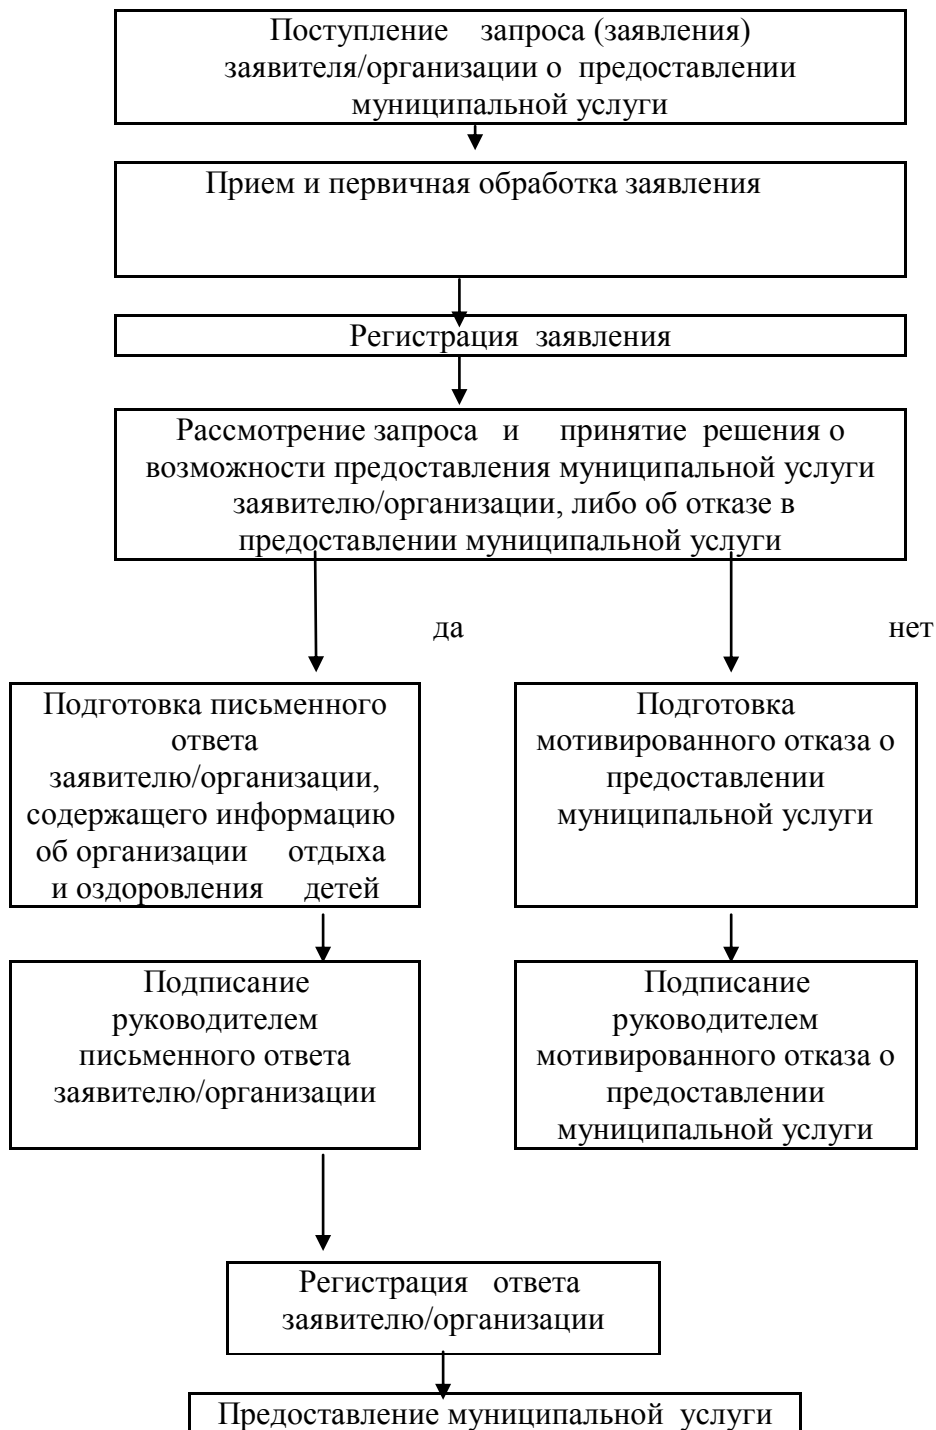 Поступление запроса (заявления)
заявителя/организации о предоставлении
муниципальной услуги
Прием и первичная обработка заявления
Регистрация заявления
Рассмотрение запроса и принятие решения о
возможности предоставления муниципальной услуги
заявителю/организации, либо об отказе в
предоставлении муниципальной услуги
да
нет
Подготовка письменного
ответа
заявителю/организации,
содержащего информацию
об организации отдыха
и оздоровления детей
Подготовка
мотивированного отказа о
предоставлении
муниципальной услуги
Подписание
руководителем
письменного ответа
заявителю/организации
Подписание
руководителем
мотивированного отказа о
предоставлении
муниципальной услуги
Регистрация ответа
заявителю/организации
Предоставление муниципальной услуги